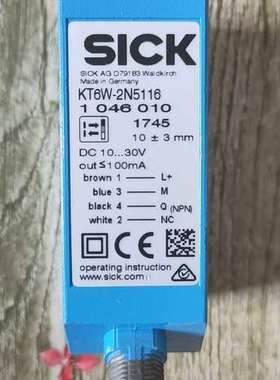 SICK
SICK AG D79183 Waldkirch
Made in Germany
KT6W-2N5116
1 046 010
1745
10 ± 3 mm
DC 10...30V
out≤100mA
brown 1 L+
blue 3 M
black 4 Q (NPN)
white 2 NC
CE
operating instruction
www.sick.com